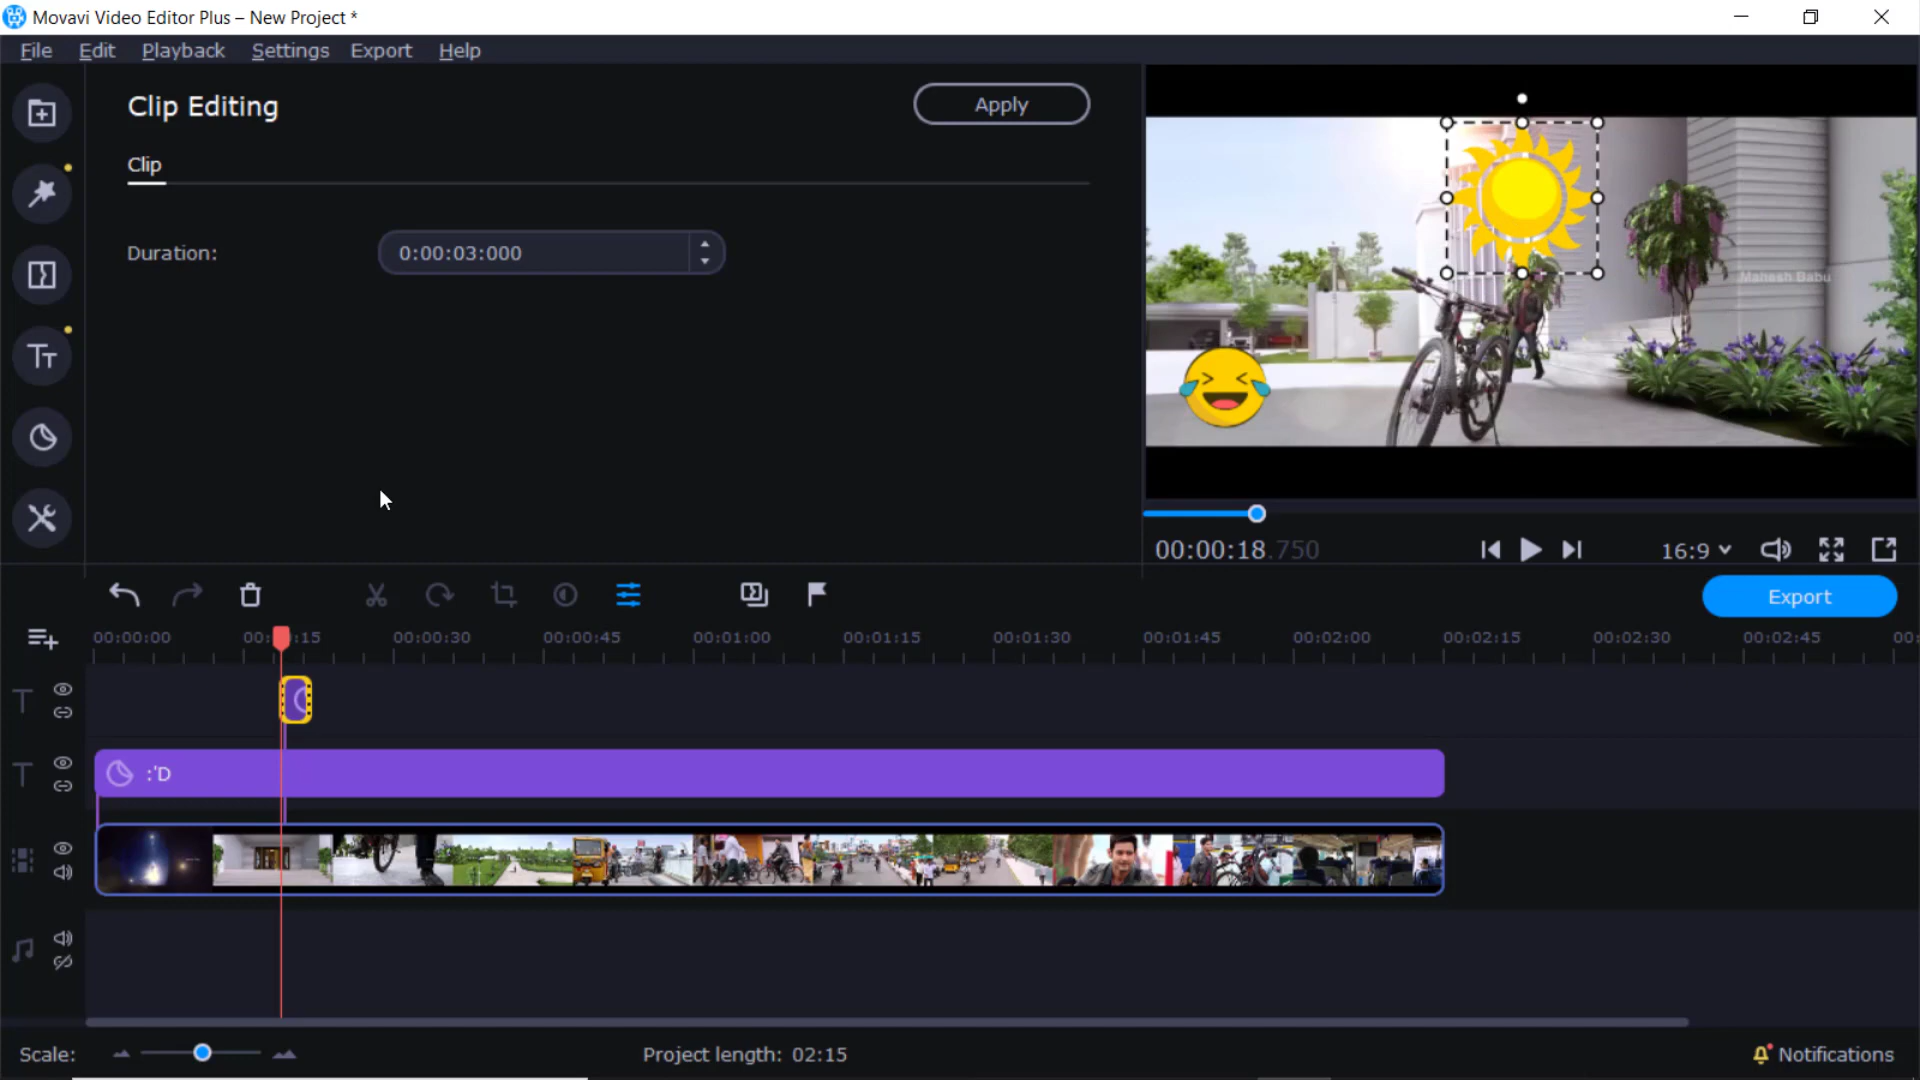 Movavi Video Editor Plus – New Project *
File Edit Playback Settings Export Help
Clip Editing
Apply
Clip
Duration:
0:00:03:000
Mahesh Babu
00:00:18.750
16:9
Export
00:00:00
00:00:15
00:00:30
00:00:45
00:01:00
00:01:15
00:01:30
00:01:45
00:02:00
00:02:15
00:02:30
00:02:45
:'D
Scale:
Project length: 02:15
Notifications